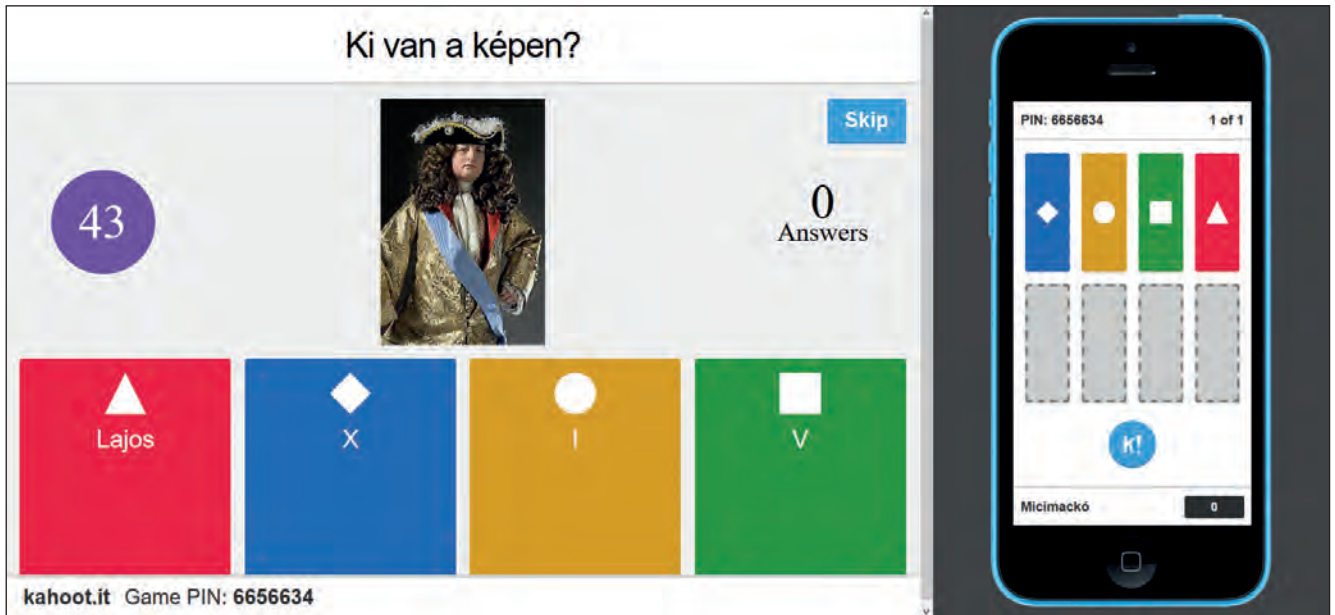 Ki van a képen?
Skip
43
0
Answers
Lajos
X
I
V
kahoot.it Game PIN: 6656634
PIN: 6656634 1 of 1
K!
Micimackó 0